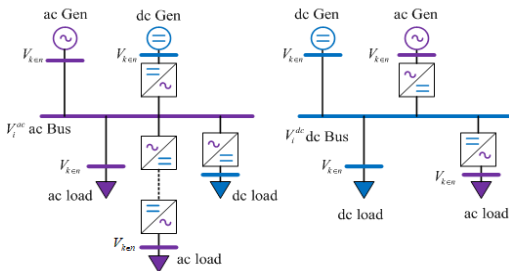 ac Gen
dc Gen
dc Gen
ac Gen
V_{k∈n}
V_{k∈n}
V_{k∈n}
V_{k∈n}
V_i^{ac} ac Bus
V_i^{dc} dc Bus
V_{k∈n}
V_{k∈n}
V_{k∈n}
ac load
dc load
dc load
ac load
V_{k∈n}
ac load